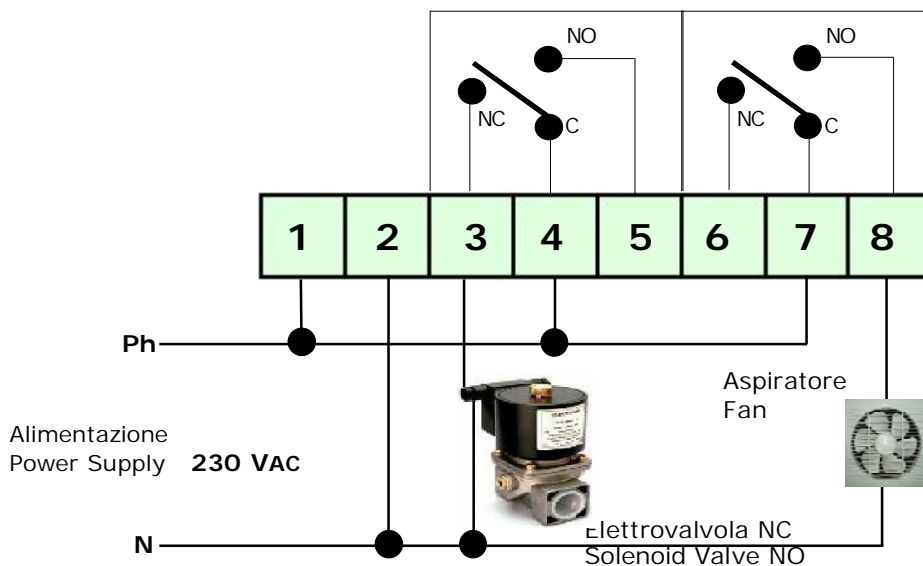 NO
NO
NC
C
NC
C
1 2 3 4 5 6 7 8
Ph
Aspiratore
Fan
Alimentazione
Power Supply 230 VAC
Elettrovalvola NC
Solenoid Valve NO
N